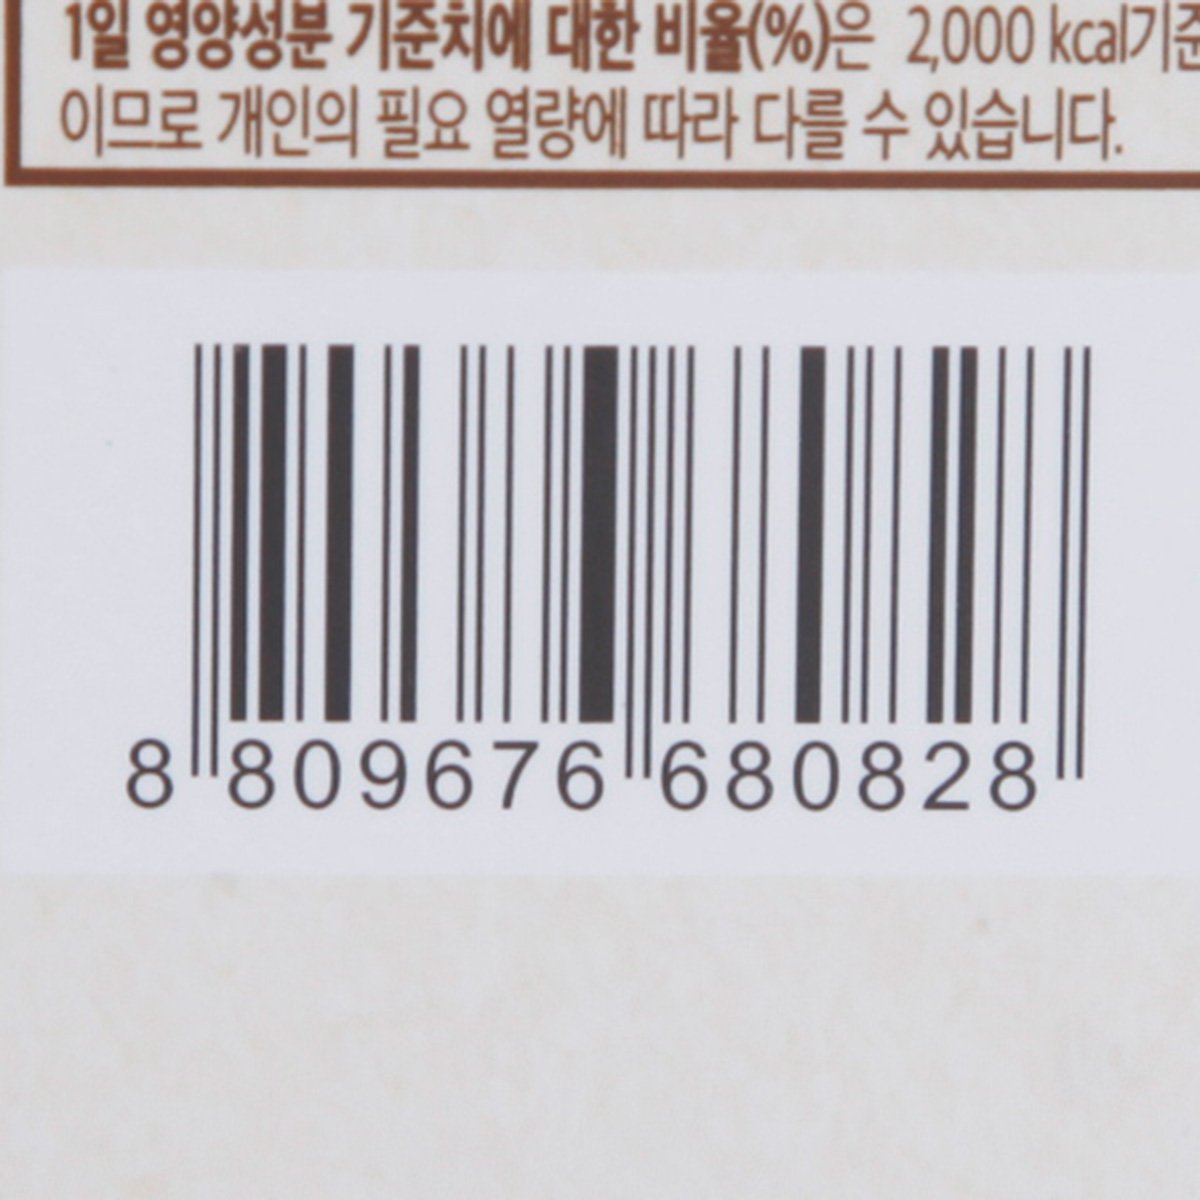 1일 영양성분 기준치에 대한 비율(%)은 2,000 kcal기준
이므로 개인의 필요 열량에 따라 다를 수 있습니다.
8 809676 680828